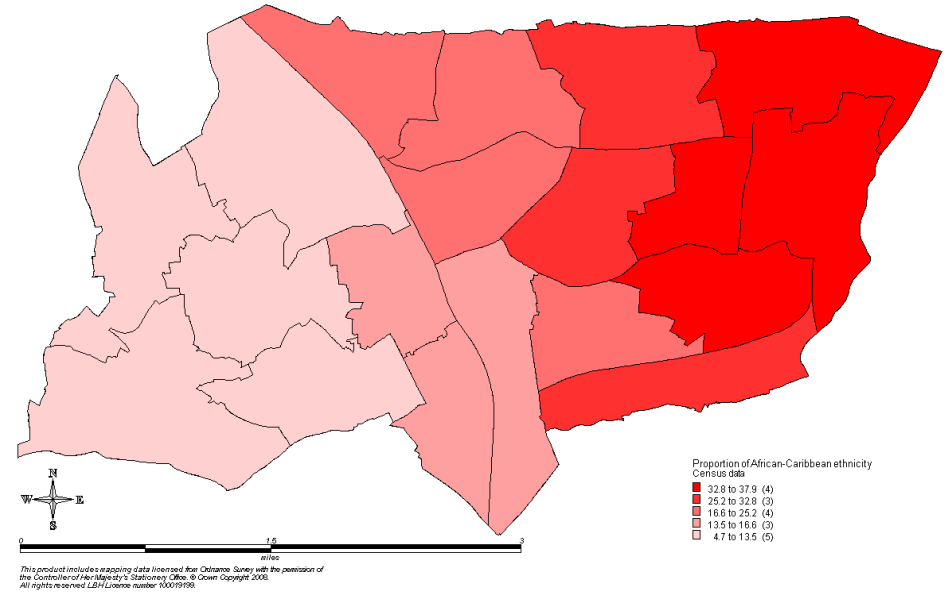 Proportion of African-Caribbean ethnicity
Census data
32.8 to 37.9 (4)
25.2 to 32.8 (3)
16.6 to 25.2 (4)
13.5 to 16.6 (3)
4.7 to 13.5 (5)
N
W E
S
0 1.5 3
miles
This product includes mapping data licensed from Ordnance Survey with the permission of
the Controller of Her Majesty's Stationery Office. © Crown Copyright 2008.
All rights reserved. LBH Licence number 100019199.